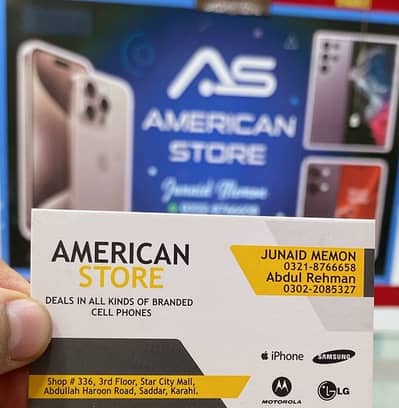 AS
AMERICAN
STORE
Junaid Memon
AMERICAN
STORE
DEALS IN ALL KINDS OF BRANDED
CELL PHONES
JUNAID MEMON
0321-8766658
Abdul Rehman
0302-2085327
iPhone SAMSUNG
MOTOROLA LG
Shop # 336, 3rd Floor, Star City Mall,
Abdullah Haroon Road, Saddar, Karahi.